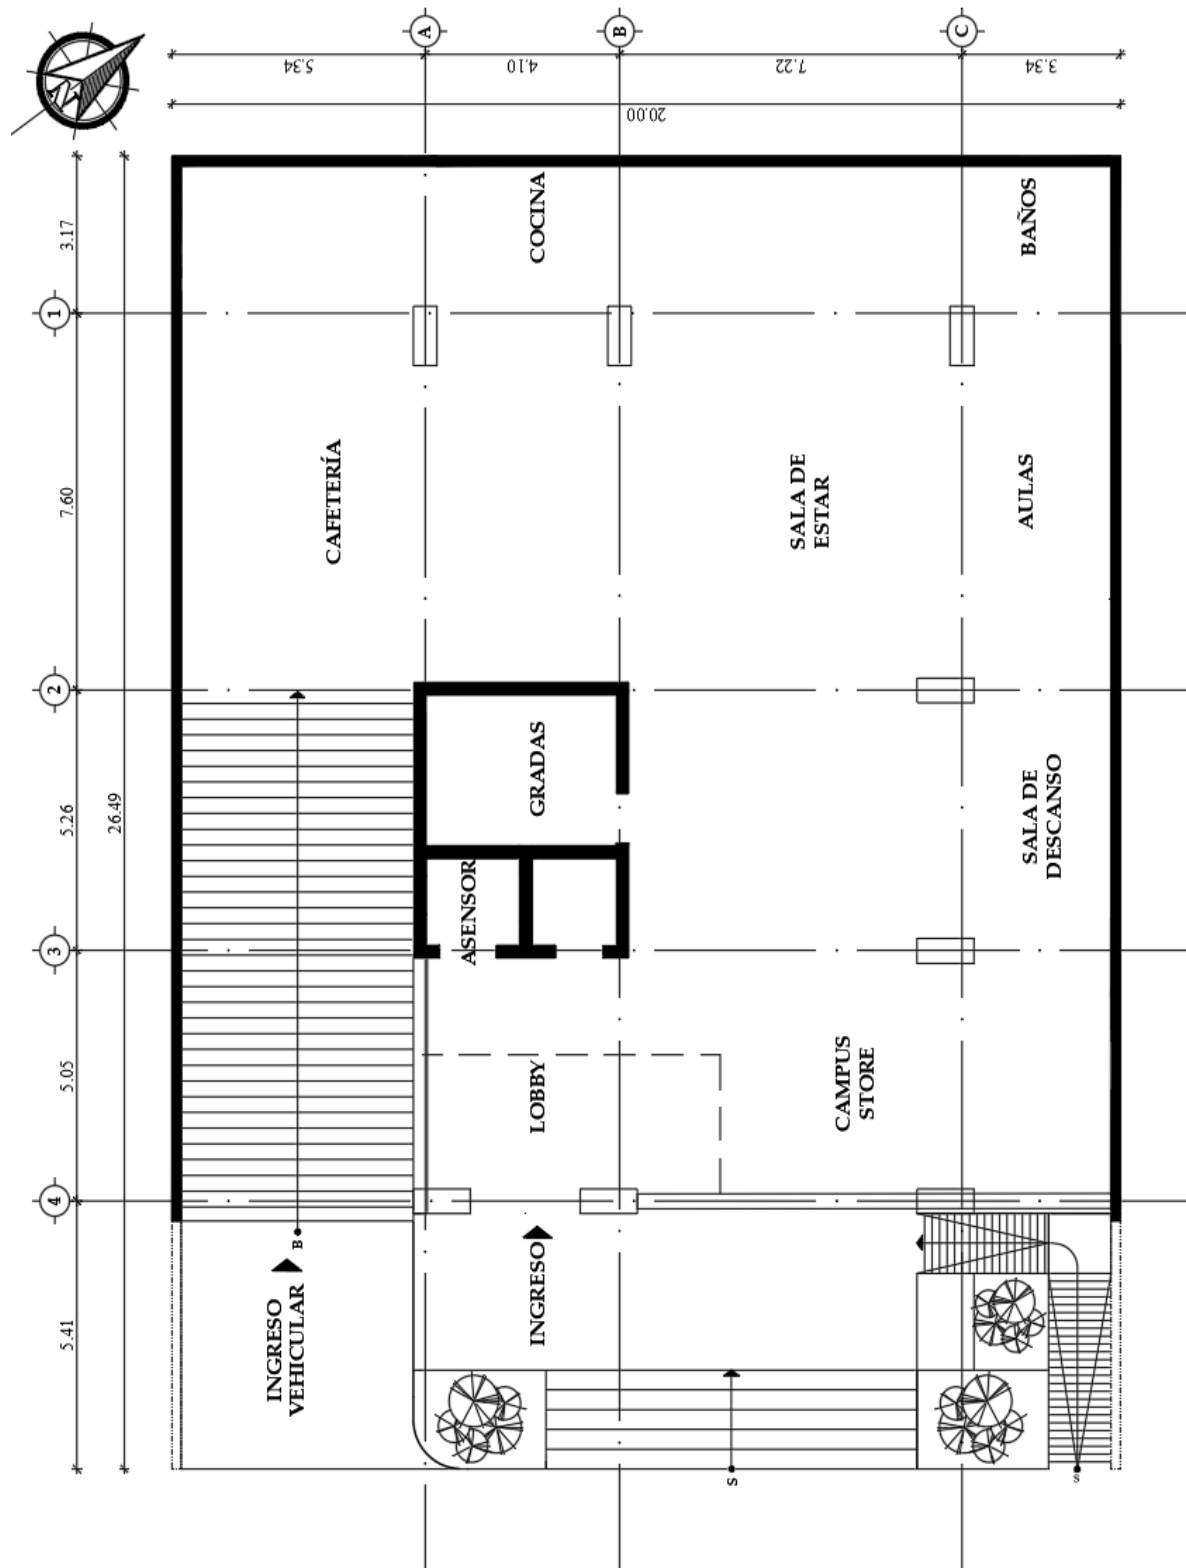 A
B
C
5.34
4.10
7.22
3.34
20.00
N
3.17
7.60
5.26
5.05
5.41
26.49
1
2
3
4
COCINA
BAÑOS
CAFETERÍA
SALA DE
ESTAR
AULAS
GRADAS
ASENSOR
SALA DE
DESCANSO
LOBBY
CAMPUS
STORE
B
INGRESO
VEHICULAR
INGRESO
S
S